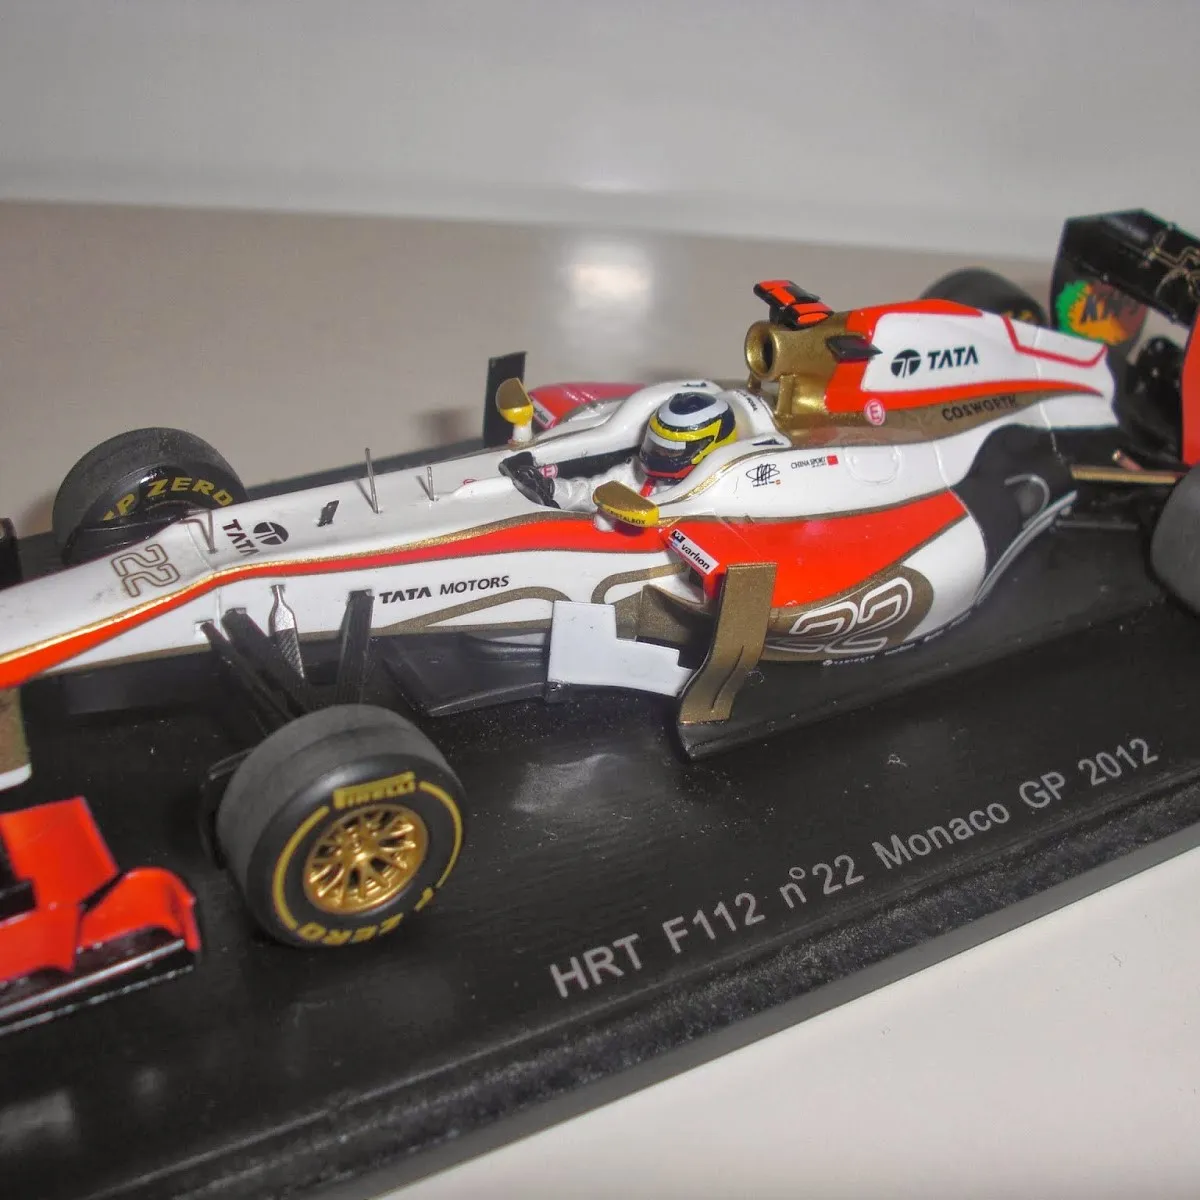 TATA
COSWORTH
E
CHINA SPORT
P ZERO
TATA
22
TATA MOTORS
varlion
22
PIRELLI
P ZERO
HRT F112 n°22 Monaco GP 2012